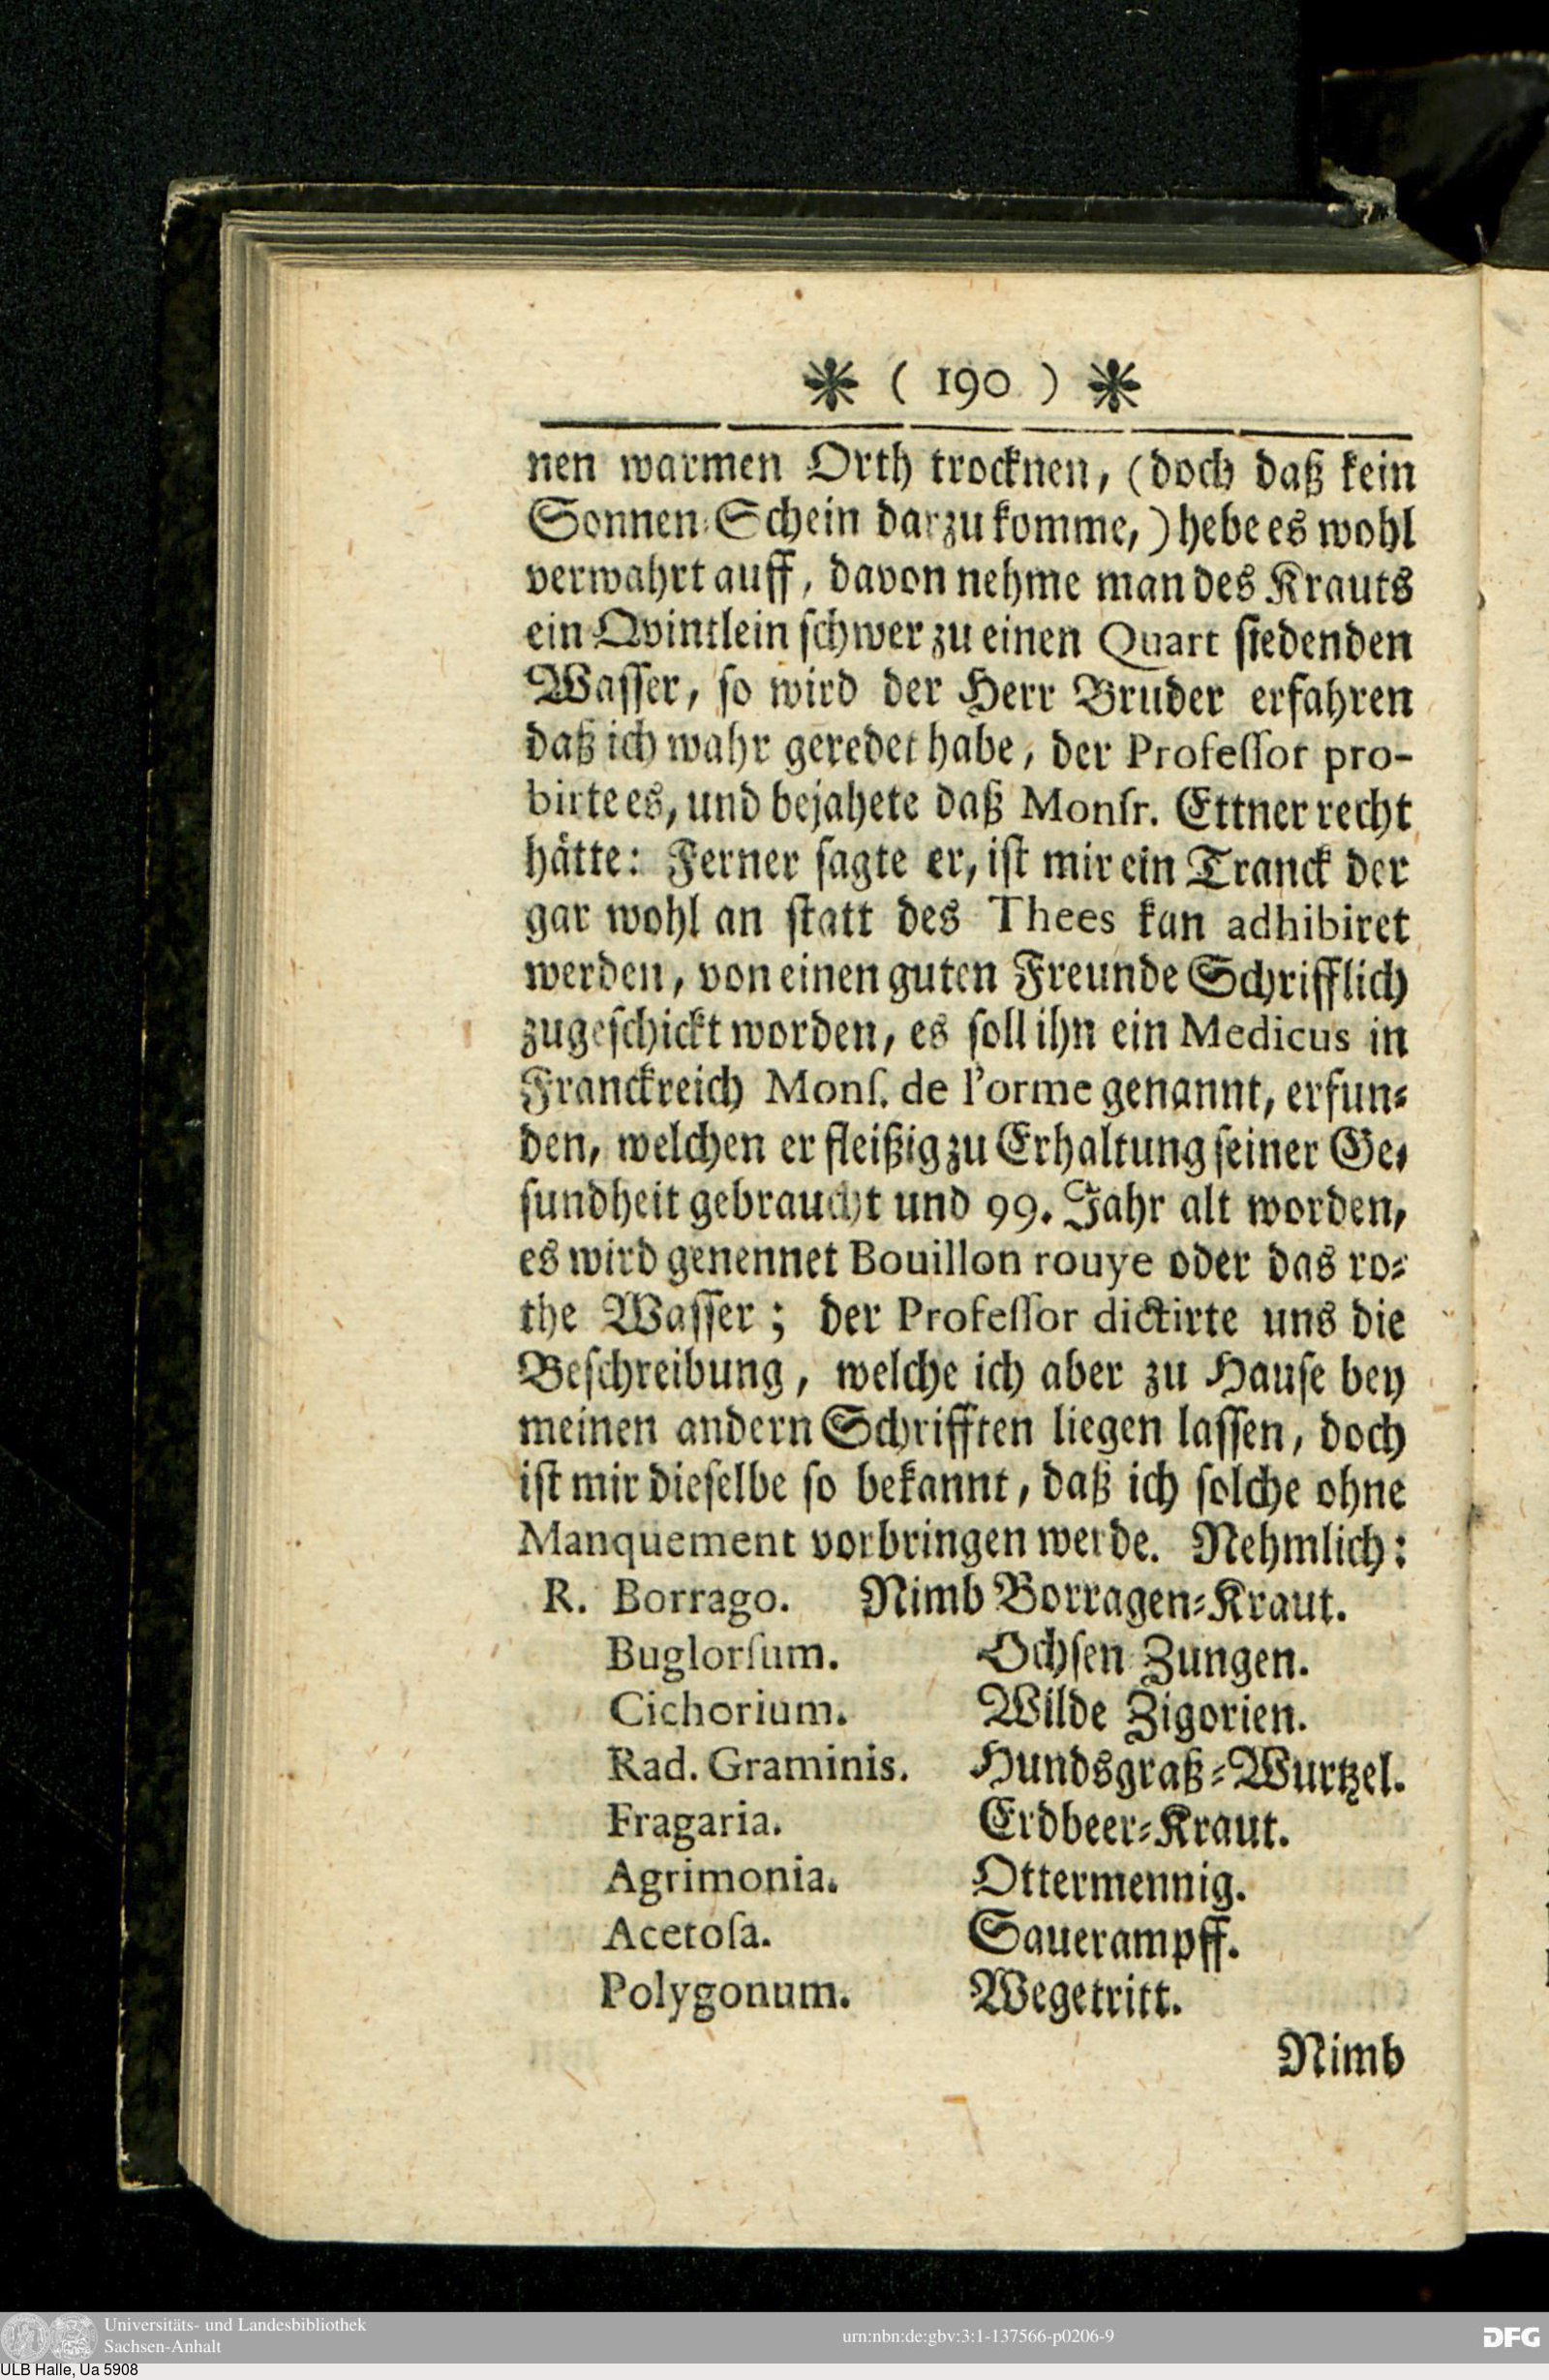 * ( 190 ) *
nen warmen Orth trocknen, (doch daß kein
Sonnen-Schein darzu komme,) hebe es wohl
verwahrt auff, davon nehme man des Krauts
ein Qvintlein schwer zu einen Quart siedenden
Wasser, so wird der Herr Bruder erfahren
daß ich wahr geredet habe, der Professor pro-
birte es, und bejahete daß Monsr. Ettner recht
hätte: Ferner sagte er, ist mir ein Tranck der
gar wohl an statt des Thees kan adhibiret
werden, von einen guten Freunde Schrifflich
zugeschickt worden, es soll ihn ein Medicus in
Franckreich Mons. de l'orme genannt, erfun-
den, welchen er fleißig zu Erhaltung seiner Ge-
sundheit gebraucht und 99. Jahr alt worden,
es wird genennet Bouillon rouye oder das ro-
the Wasser; der Professor dictirte uns die
Beschreibung, welche ich aber zu Hause bey
meinen andern Schrifften liegen lassen, doch
ist mir dieselbe so bekannt, daß ich solche ohne
Manquement vorbringen werde. Nehmlich:
R. Borrago. Nimb Borragen-Kraut.
Buglorsum. Ochsen Zungen.
Cichorium. Wilde Zigorien.
Rad. Graminis. Hundsgraß-Wurtzel.
Fragaria. Erdbeer-Kraut.
Agrimonia. Ottermennig.
Acetosa. Sauerampff.
Polygonum. Wegetritt.
Nimb
Universitäts- und Landesbibliothek
Sachsen-Anhalt
urn:nbn:de:gbv:3:1-137566-p0206-9
DFG
ULB Halle, Ua 5908